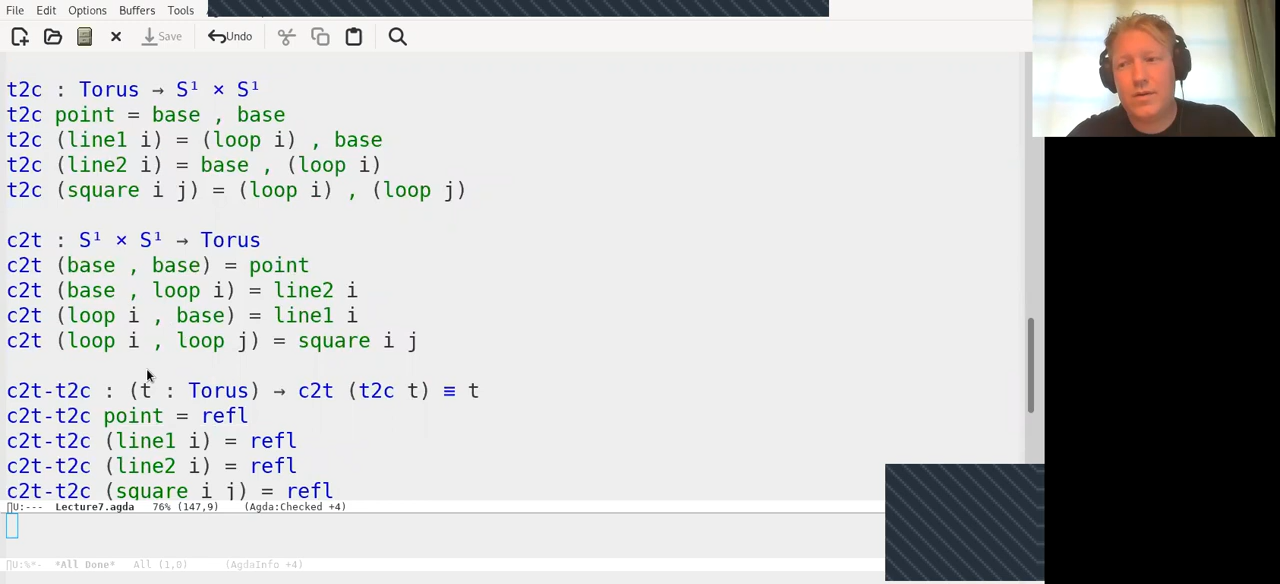 File Edit Options Buffers Tools
Save Undo
t2c : Torus → S¹ × S¹
t2c point = base , base
t2c (line1 i) = (loop i) , base
t2c (line2 i) = base , (loop i)
t2c (square i j) = (loop i) , (loop j)
c2t : S¹ × S¹ → Torus
c2t (base , base) = point
c2t (base , loop i) = line2 i
c2t (loop i , base) = line1 i
c2t (loop i , loop j) = square i j
c2t-t2c : (t : Torus) → c2t (t2c t) ≡ t
c2t-t2c point = refl
c2t-t2c (line1 i) = refl
c2t-t2c (line2 i) = refl
c2t-t2c (square i j) = refl
U:--- Lecture7.agda 76% (147,9) (Agda:Checked +4)
U:%*- *All Done* All (1,0) (AgdaInfo +4)